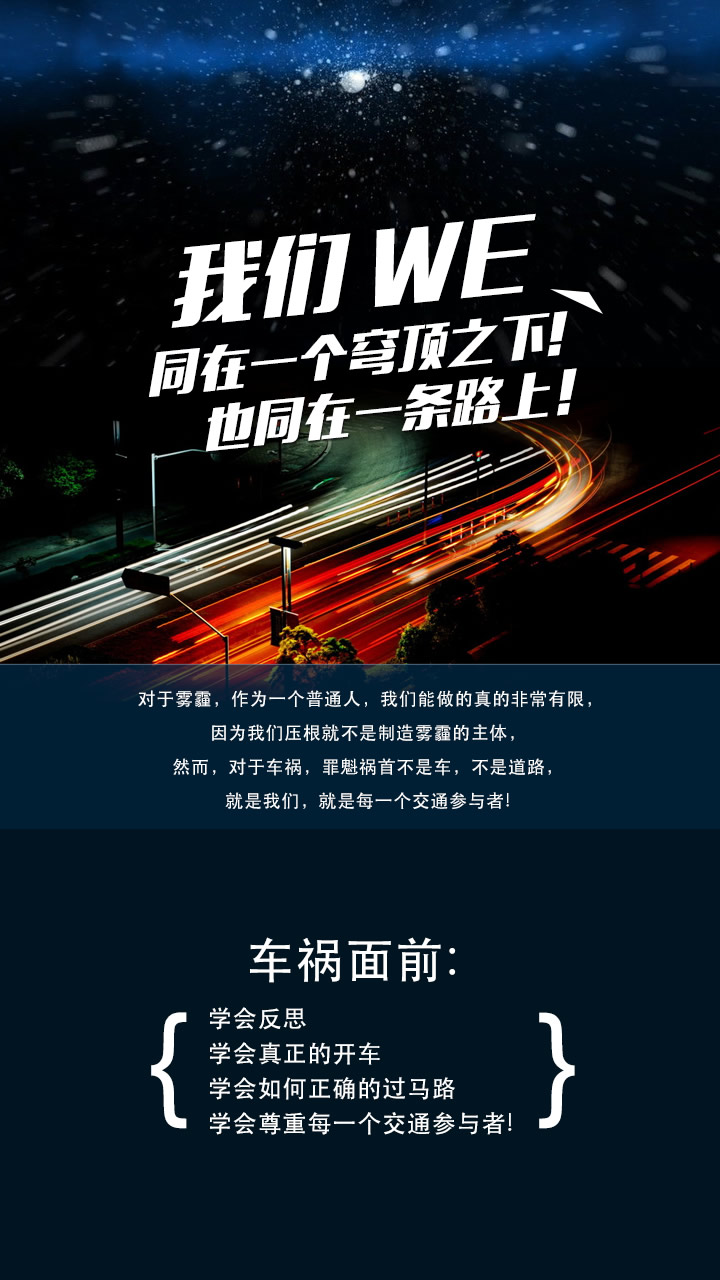 我们 WE
同在一个穹顶之下!
也同在一条路上!
对于雾霾，作为一个普通人，我们能做的真的非常有限，
因为我们压根就不是制造雾霾的主体，
然而，对于车祸，罪魁祸首不是车，不是道路，
就是我们，就是每一个交通参与者!
车祸面前:
{ 学会反思
学会真正的开车
学会如何正确的过马路
学会尊重每一个交通参与者! }